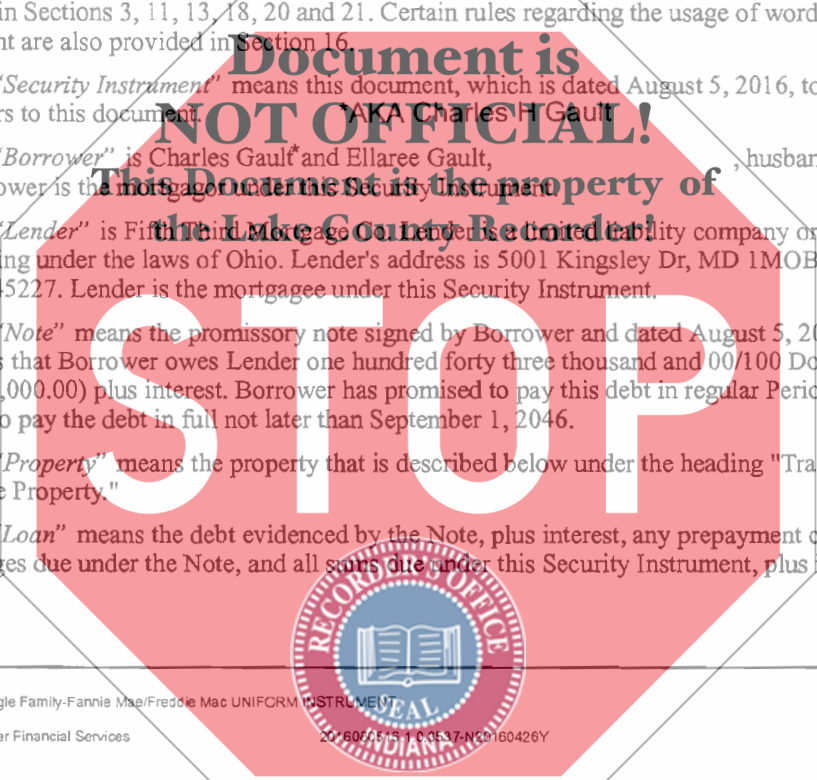 in Sections 3, 11, 13, 18, 20 and 21. Certain rules regarding the usage of word
nt are also provided in Section 16.
Document is
"Security Instrument" means this document, which is dated August 5, 2016, to
rs to this document. *AKA Charles H Gault
NOT OFFICIAL!
"Borrower" is Charles Gault* and Ellaree Gault, , husban
ower is the mortgagor under this Security Instrument.
This Document is the property of
the Lake County Recorder!
"Lender" is Fifth Third Mortgage Co. Lender is a limited liability company or
ing under the laws of Ohio. Lender's address is 5001 Kingsley Dr, MD 1MOB
5227. Lender is the mortgagee under this Security Instrument.
"Note" means the promissory note signed by Borrower and dated August 5, 20
s that Borrower owes Lender one hundred forty three thousand and 00/100 Do
,000.00) plus interest. Borrower has promised to pay this debt in regular Perio
o pay the debt in full not later than September 1, 2046.
STOP
"Property" means the property that is described below under the heading "Tra
e Property."
"Loan" means the debt evidenced by the Note, plus interest, any prepayment c
ges due under the Note, and all sums due under this Security Instrument, plus i
RECORDER'S OFFICE
SEAL
INDIANA
gle Family-Fannie Mae/Freddie Mac UNIFORM INSTRUMENT
er Financial Services